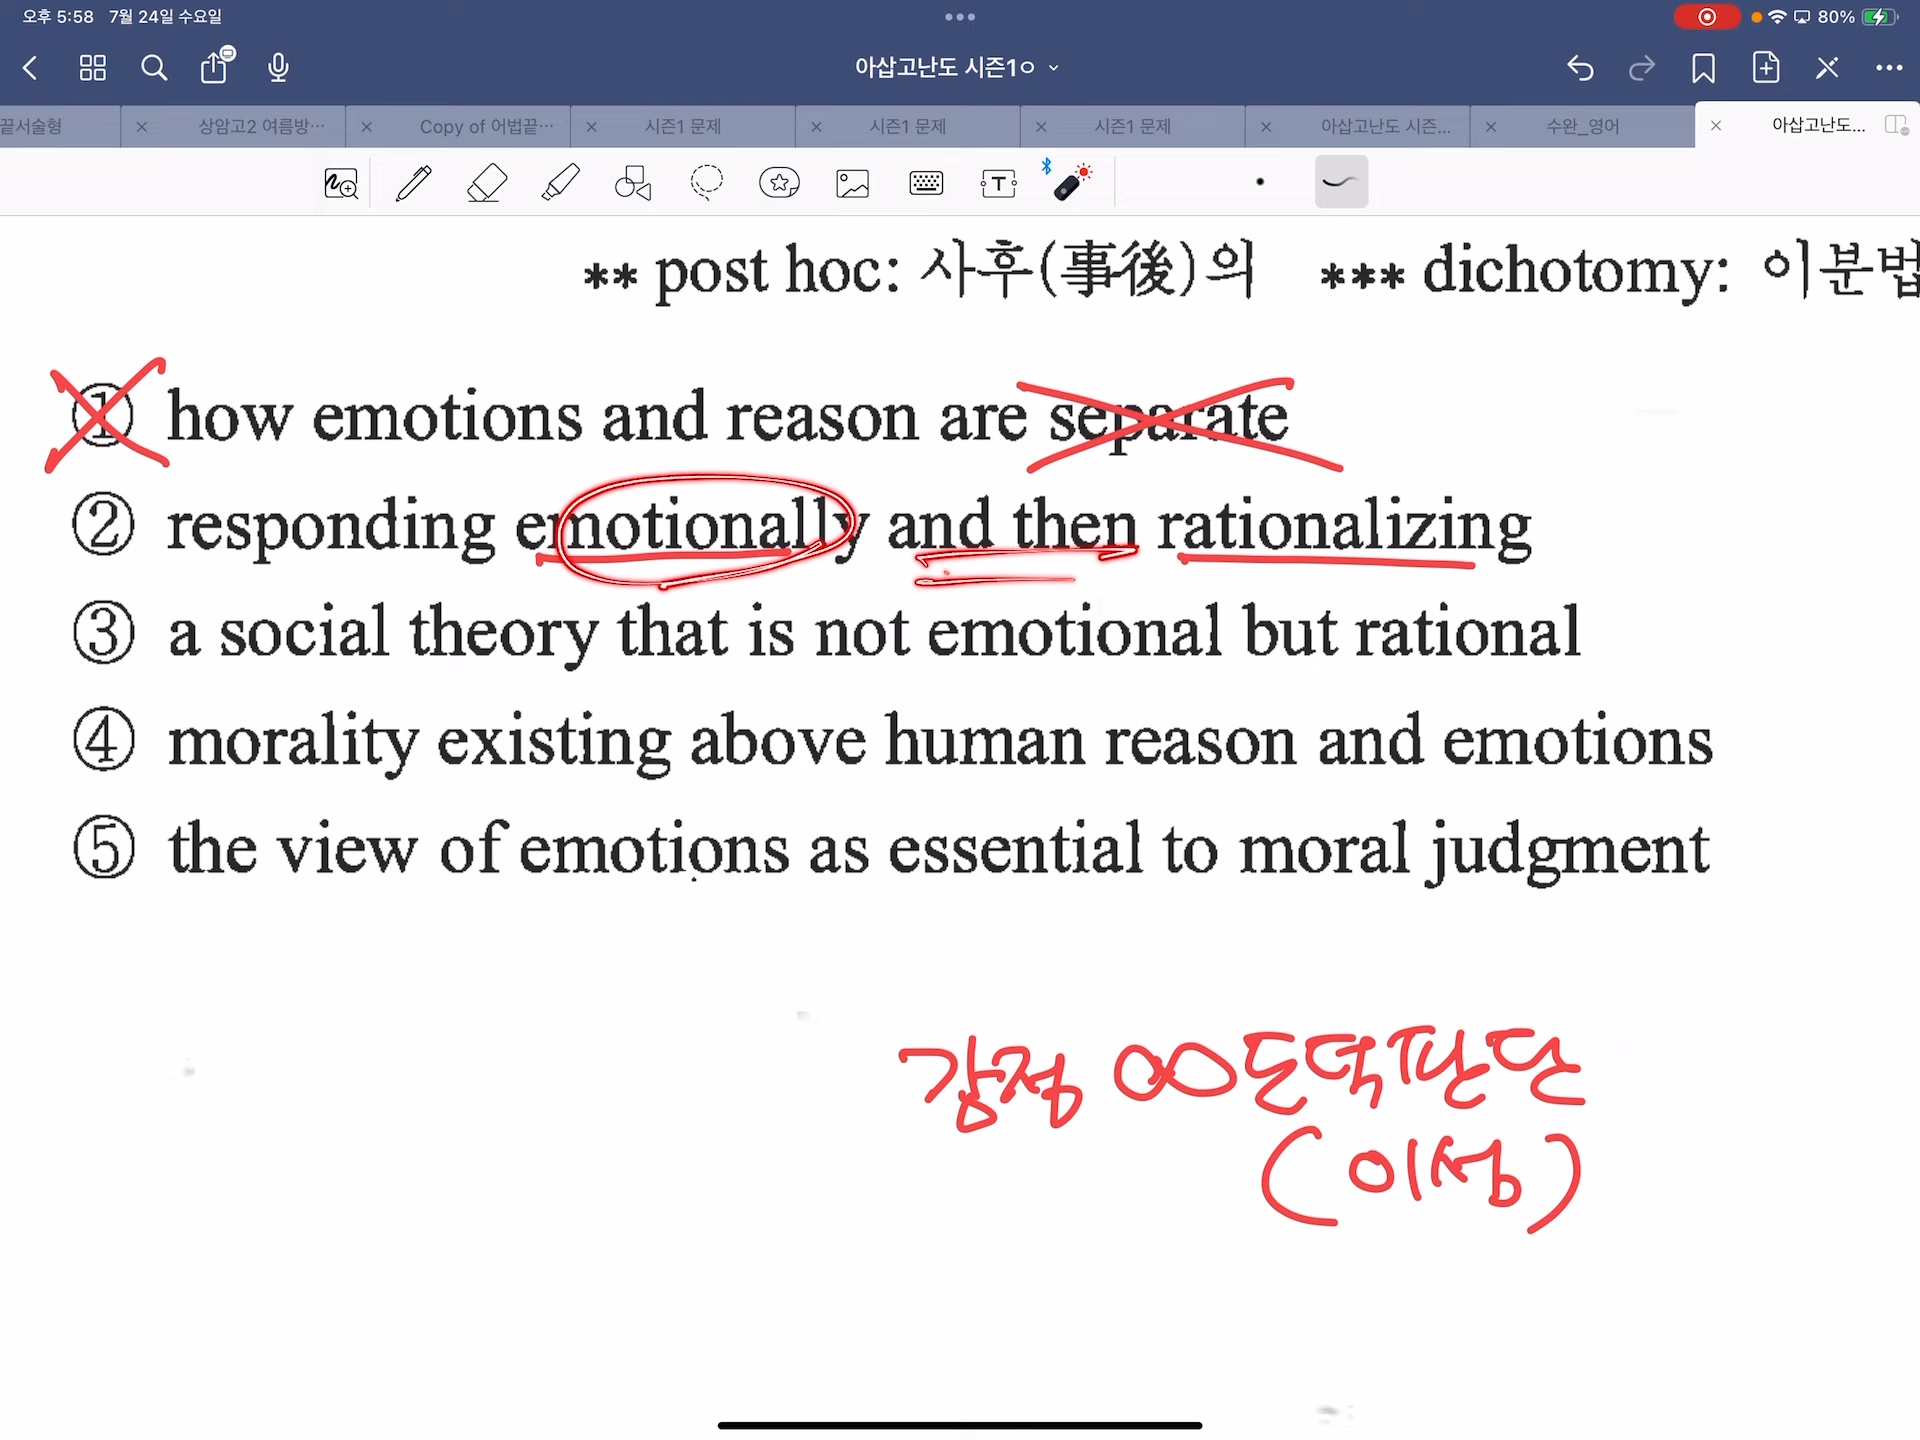 오후 5:58 7월 24일 수요일
80%
아삽고난도 시즌1ㅇ
끝서술형
상암고2 여름방…
Copy of 어법끝…
시즌1 문제
시즌1 문제
시즌1 문제
아삽고난도 시즌...
수완_영어
아삽고난도...
** post hoc: 사후(事後)의 *** dichotomy: 이분법
① how emotions and reason are separate
② responding emotionally and then rationalizing
③ a social theory that is not emotional but rational
④ morality existing above human reason and emotions
⑤ the view of emotions as essential to moral judgment
감정 ∞ 도덕판단
(이성)